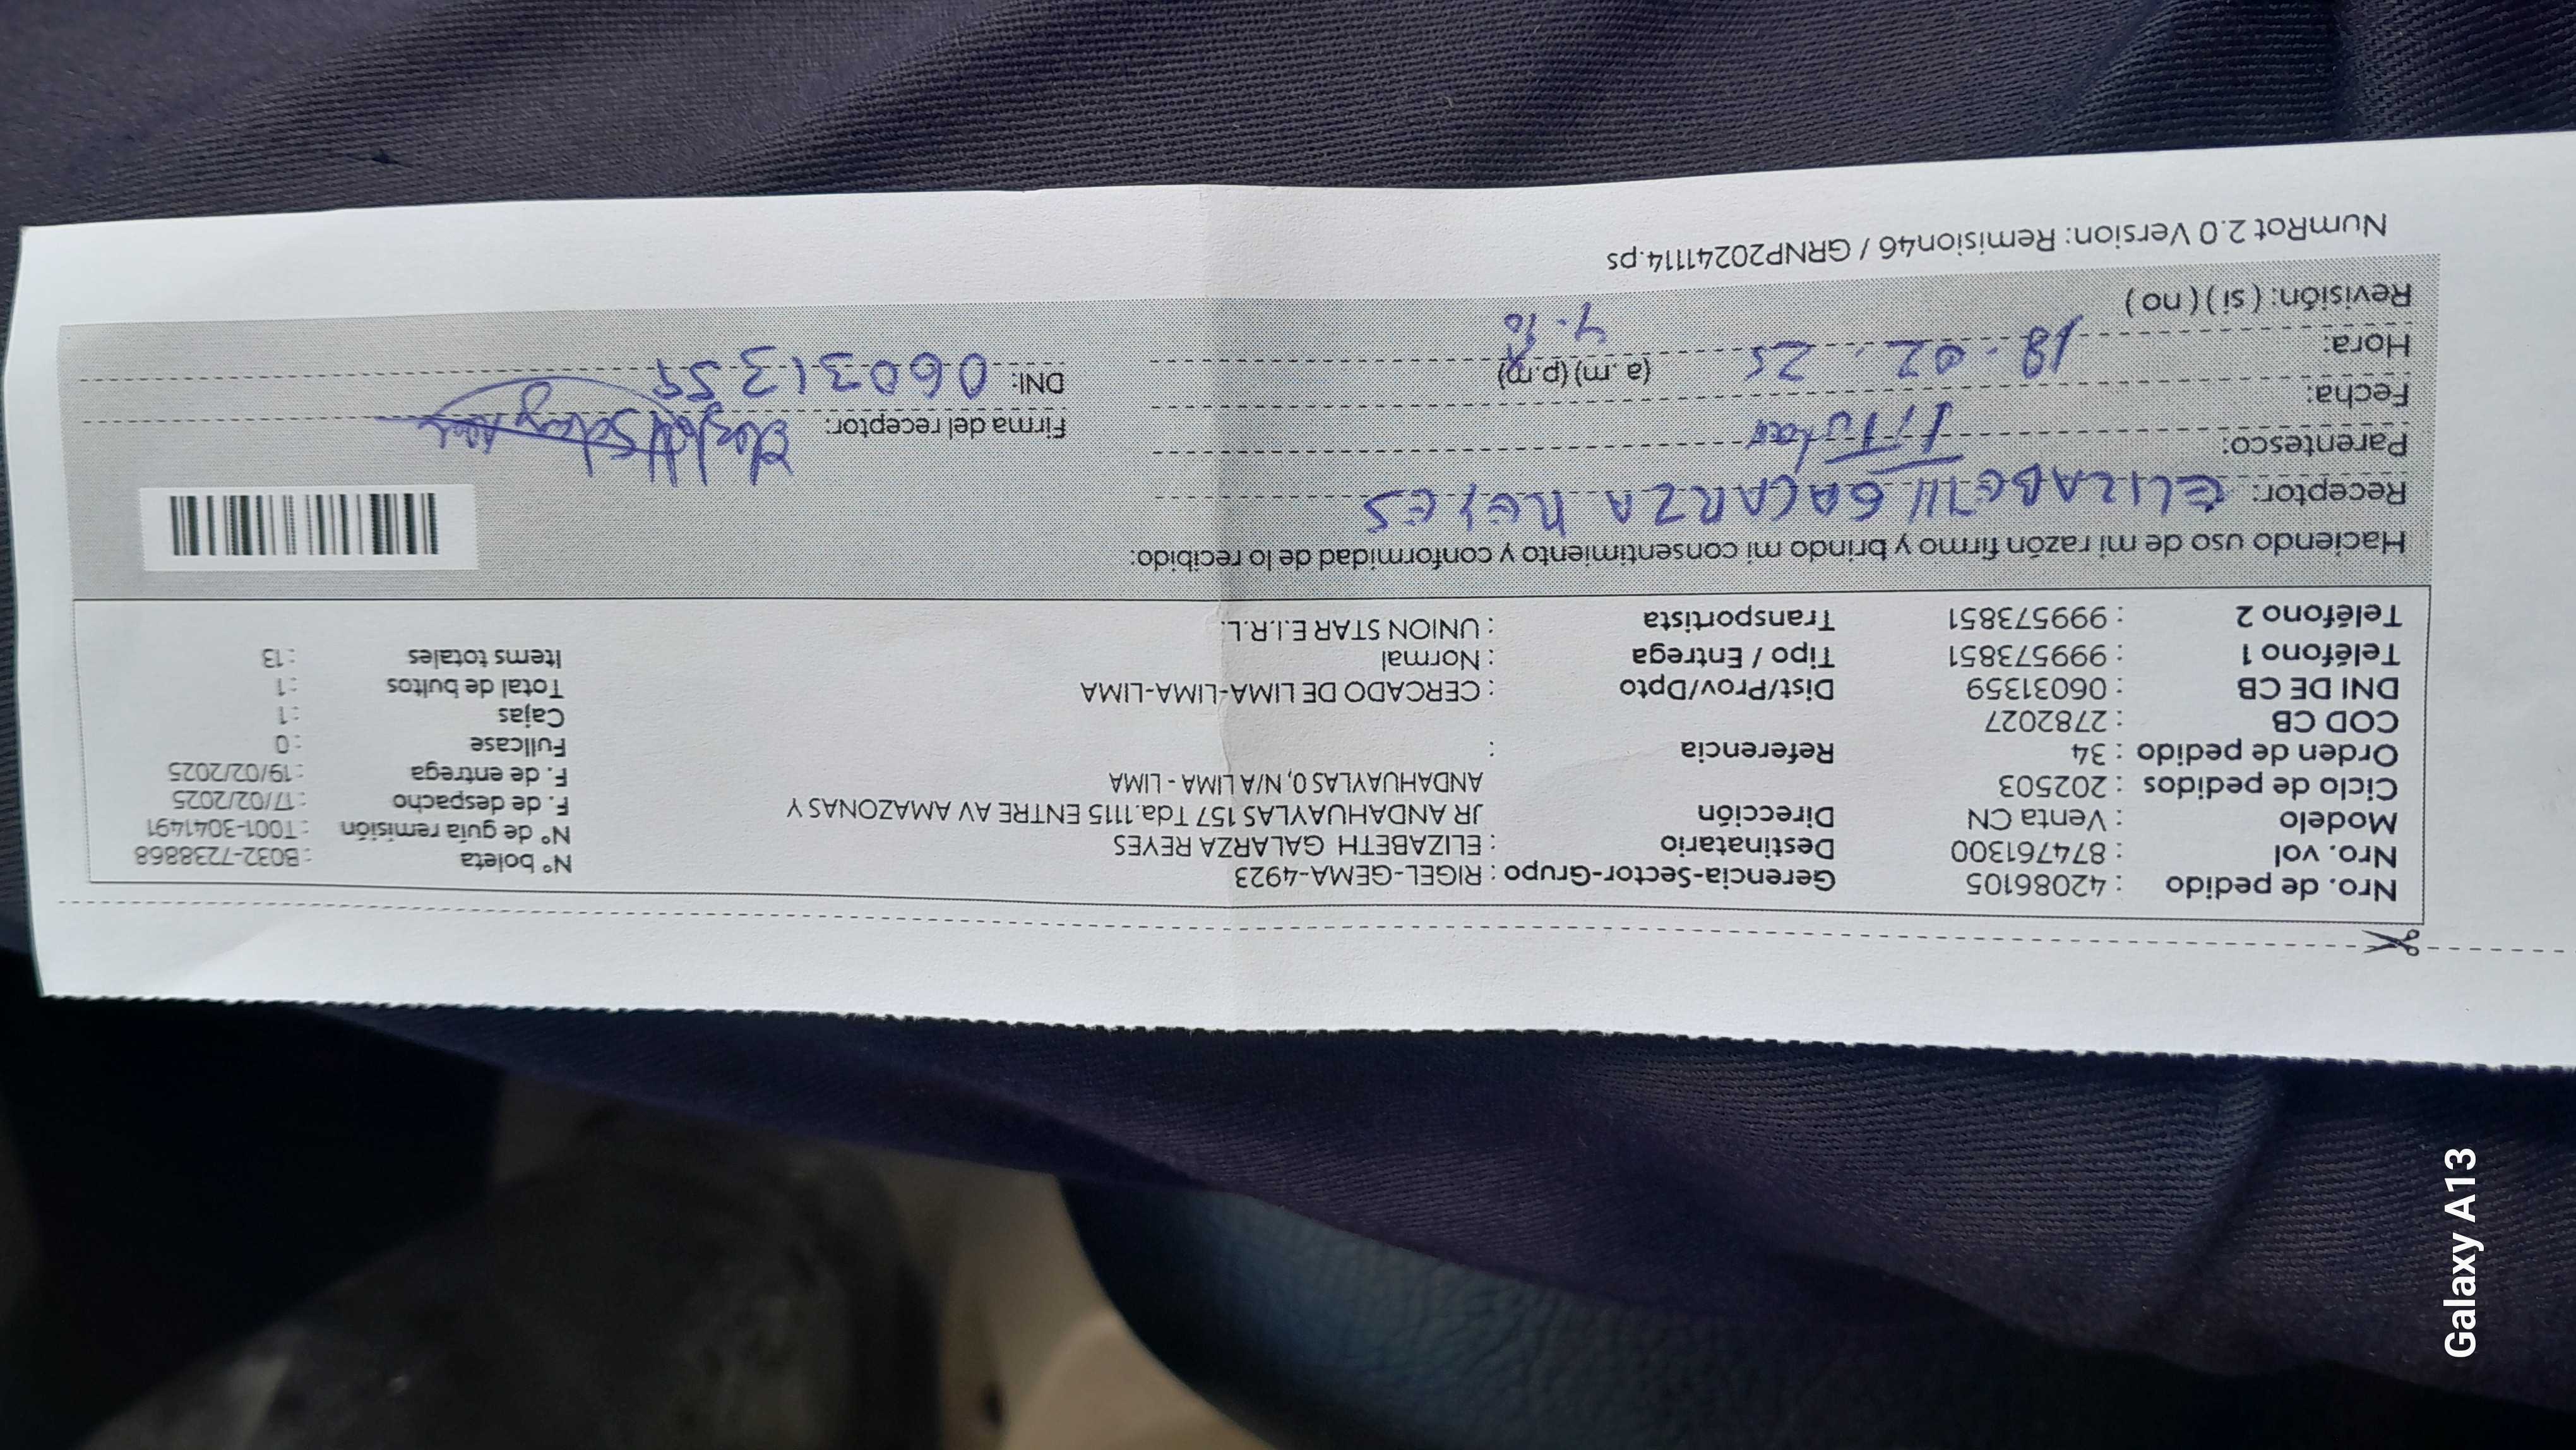 Nro. de pedido : 42086105
Nro. vol : 874761300
Modelo : Venta CN
Ciclo de pedidos : 202503
Orden de pedido : 34
COD CB : 2782027
DNI DE CB : 06031359
Teléfono 1 : 999573851
Teléfono 2 : 999573851
Gerencia-Sector-Grupo : RIGEL-GEMA-4923
Destinatario : ELIZABETH GALARZA REYES
Dirección JR ANDAHUAYLAS 157 Tda.1115 ENTRE AV AMAZONAS Y
ANDAHUAYLAS 0, N/A LIMA - LIMA
Referencia :
Dist/Prov/Dpto : CERCADO DE LIMA-LIMA-LIMA
Tipo / Entrega : Normal
Transportista : UNION STAR E.I.R.L.
N° boleta : B032-7238868
N° de guía remisión : T001-3041491
F. de despacho : 17/02/2025
F. de entrega : 19/02/2025
Fullcase : 0
Cajas : 1
Total de bultos : 1
Items totales : 13
Haciendo uso de mi razón firmo y brindo mi consentimiento y conformidad de lo recibido:
Receptor: ELIZABETH GALARZA REYES
Parentesco: Titular
Fecha: 18.02.25
Hora: (a.m) (p.m)
Revisión: ( si ) ( no )
Firma del receptor:
DNI: 06031359
NumRot 2.0 Version: Remision46 / GRNP20241114.ps
Galaxy A13